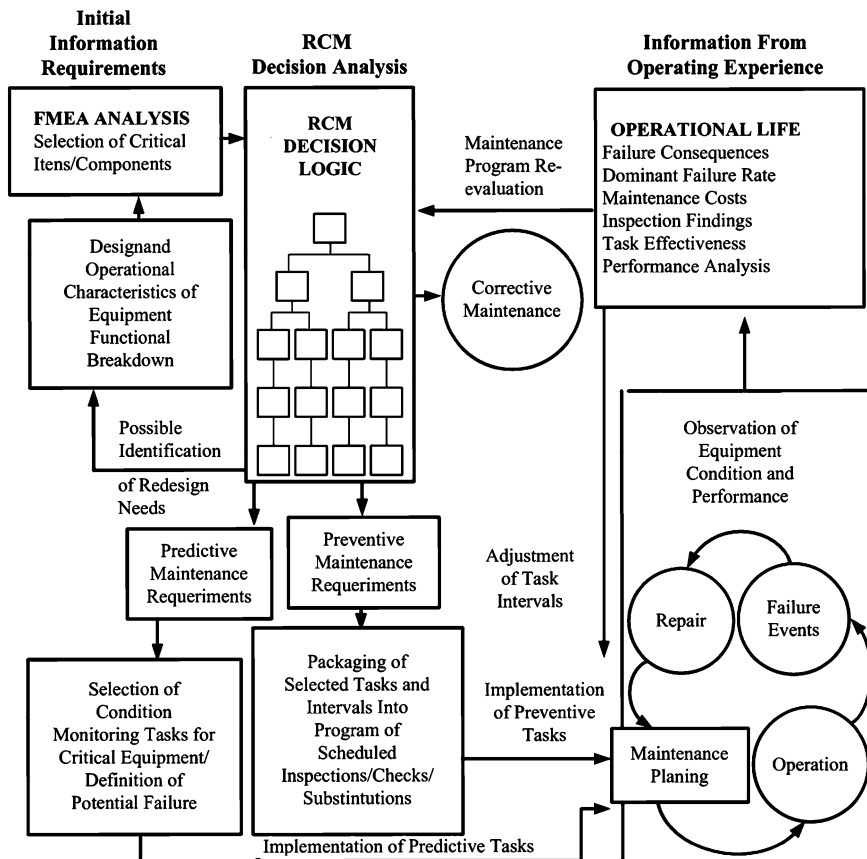 Initial
Information
Requirements
RCM
Decision Analysis
Information From
Operating Experience
FMEA ANALYSIS
Selection of Critical
Itens/Components
RCM
DECISION
LOGIC
Maintenance
Program Re-
evaluation
OPERATIONAL LIFE
Failure Consequences
Dominant Failure Rate
Maintenance Costs
Inspection Findings
Task Effectiveness
Performance Analysis
Designand
Operational
Characteristics of
Equipment
Functional
Breakdown
Corrective
Maintenance
Possible
Identification
of Redesign
Needs
Observation of
Equipment
Condition and
Performance
Predictive
Maintenance
Requeriments
Preventive
Maintenance
Requeriments
Adjustment
of Task
Intervals
Repair
Failure
Events
Selection of
Condition
Monitoring Tasks for
Critical Equipment/
Definition of
Potential Failure
Packaging of
Selected Tasks and
Intervals Into
Program of
Scheduled
Inspections/Checks/
Substintutions
Implementation
of Preventive
Tasks
Maintenance
Planing
Operation
Implementation of Predictive Tasks